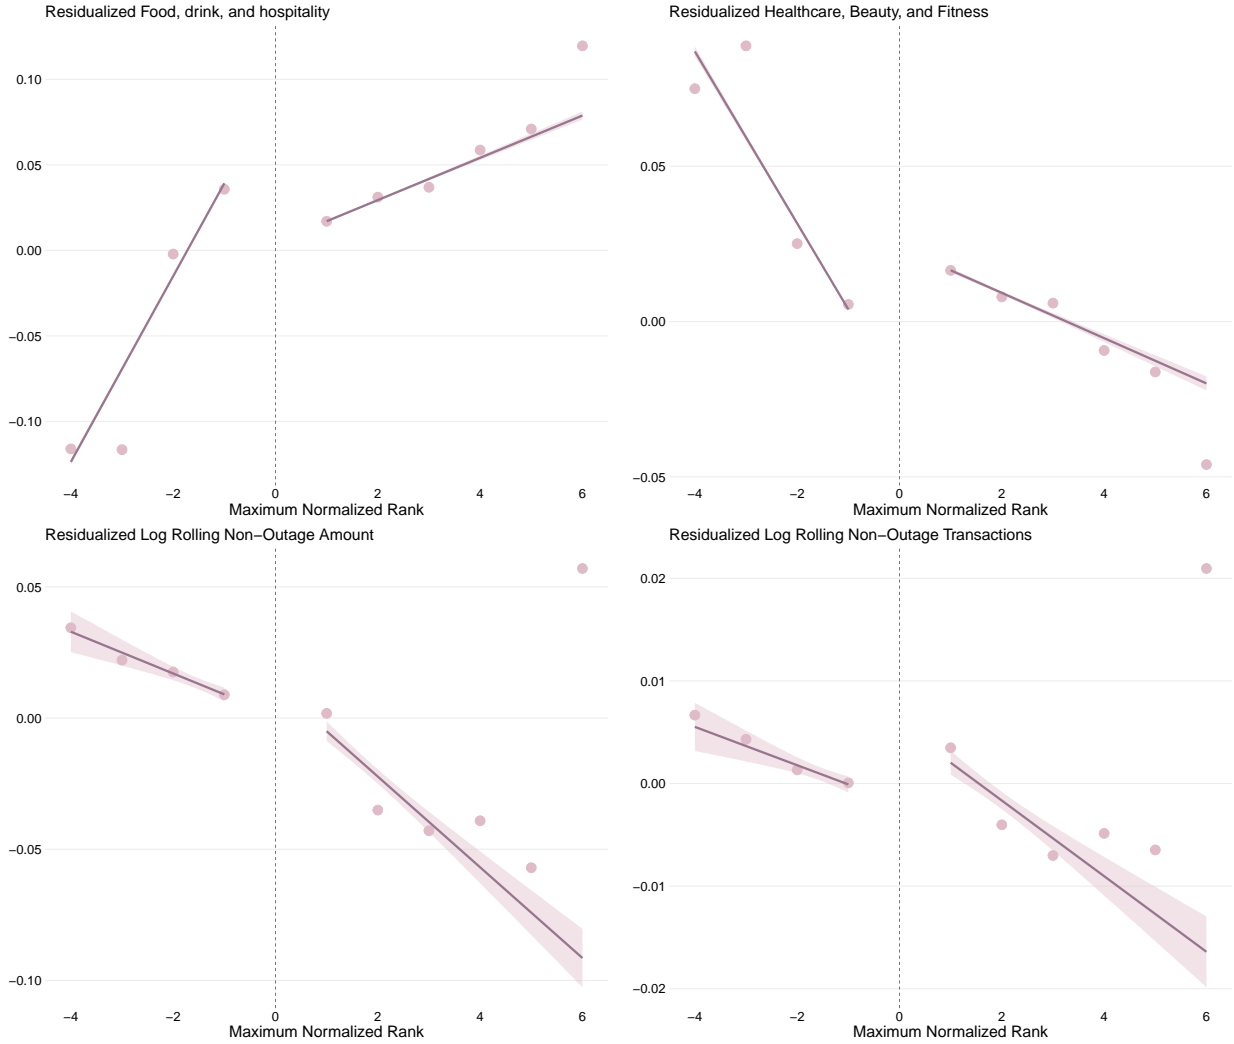 Residualized Food, drink, and hospitality
0.10
0.05
0.00
−0.05
−0.10
−4 −2 0 2 4 6
Maximum Normalized Rank
Residualized Healthcare, Beauty, and Fitness
0.05
0.00
−0.05
−4 −2 0 2 4 6
Maximum Normalized Rank
Residualized Log Rolling Non−Outage Amount
0.05
0.00
−0.05
−0.10
−4 −2 0 2 4 6
Maximum Normalized Rank
Residualized Log Rolling Non−Outage Transactions
0.02
0.01
0.00
−0.01
−0.02
−4 −2 0 2 4 6
Maximum Normalized Rank